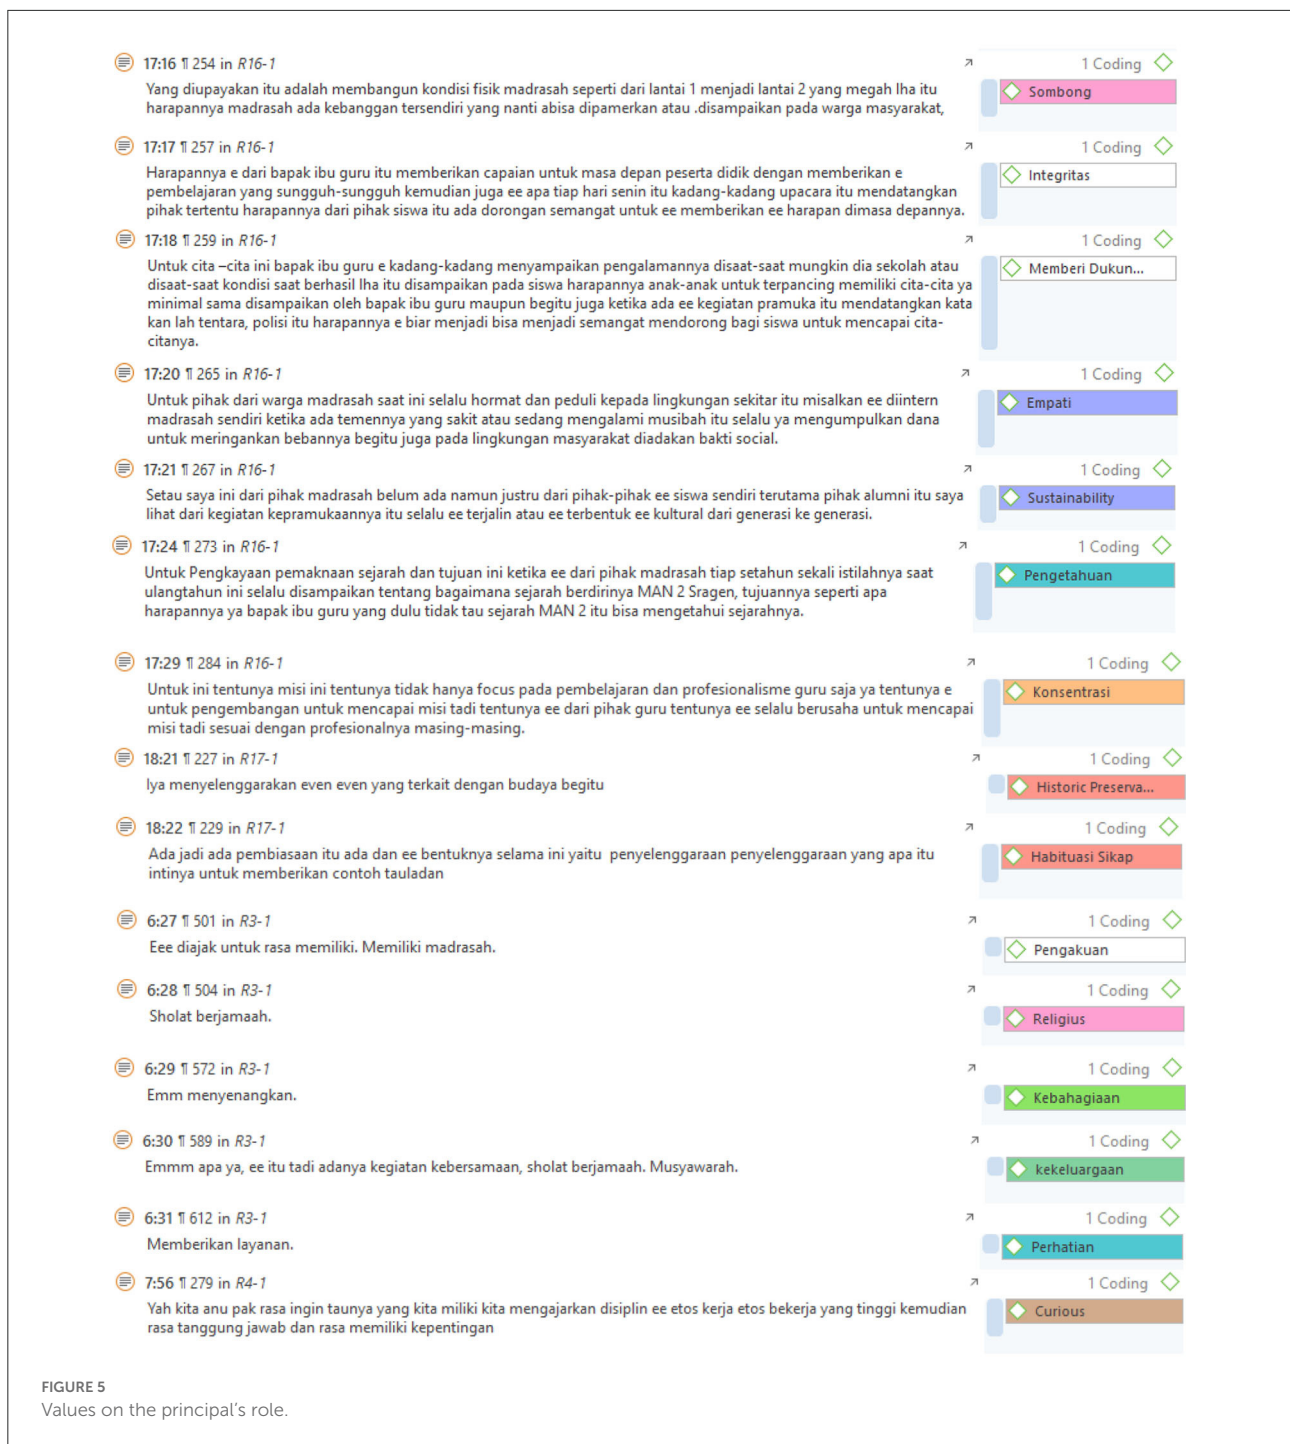 17:16 ¶ 254 in R16-1
1 Coding
Yang diupayakan itu adalah membangun kondisi fisik madrasah seperti dari lantai 1 menjadi lantai 2 yang megah lha itu
harapannya madrasah ada kebanggan tersendiri yang nanti abisa dipamerkan atau .disampaikan pada warga masyarakat,
Sombong
17:17 ¶ 257 in R16-1
1 Coding
Harapannya e dari bapak ibu guru itu memberikan capaian untuk masa depan peserta didik dengan memberikan e
pembelajaran yang sungguh-sungguh kemudian juga ee apa tiap hari senin itu kadang-kadang upacara itu mendatangkan
pihak tertentu harapannya dari pihak siswa itu ada dorongan semangat untuk ee memberikan ee harapan dimasa depannya.
Integritas
17:18 ¶ 259 in R16-1
1 Coding
Untuk cita –cita ini bapak ibu guru e kadang-kadang menyampaikan pengalamannya disaat-saat mungkin dia sekolah atau
disaat-saat kondisi saat berhasil lha itu disampaikan pada siswa harapannya anak-anak untuk terpancing memiliki cita-cita ya
minimal sama disampaikan oleh bapak ibu guru maupun begitu juga ketika ada ee kegiatan pramuka itu mendatangkan kata
kan lah tentara, polisi itu harapannya e biar menjadi bisa menjadi semangat mendorong bagi siswa untuk mencapai cita-
citanya.
Memberi Dukun...
17:20 ¶ 265 in R16-1
1 Coding
Untuk pihak dari warga madrasah saat ini selalu hormat dan peduli kepada lingkungan sekitar itu misalkan ee diintern
madrasah sendiri ketika ada temennya yang sakit atau sedang mengalami musibah itu selalu ya mengumpulkan dana
untuk meringankan bebannya begitu juga pada lingkungan masyarakat diadakan bakti social.
Empati
17:21 ¶ 267 in R16-1
1 Coding
Setau saya ini dari pihak madrasah belum ada namun justru dari pihak-pihak ee siswa sendiri terutama pihak alumni itu saya
lihat dari kegiatan kepramukaannya itu selalu ee terjalin atau ee terbentuk ee kultural dari generasi ke generasi.
Sustainability
17:24 ¶ 273 in R16-1
1 Coding
Untuk Pengkayaan pemaknaan sejarah dan tujuan ini ketika ee dari pihak madrasah tiap setahun sekali istilahnya saat
ulangtahun ini selalu disampaikan tentang bagaimana sejarah berdirinya MAN 2 Sragen, tujuannya seperti apa
harapannya ya bapak ibu guru yang dulu tidak tau sejarah MAN 2 itu bisa mengetahui sejarahnya.
Pengetahuan
17:29 ¶ 284 in R16-1
1 Coding
Untuk ini tentunya misi ini tentunya tidak hanya focus pada pembelajaran dan profesionalisme guru saja ya tentunya e
untuk pengembangan untuk mencapai misi tadi tentunya ee dari pihak guru tentunya ee selalu berusaha untuk mencapai
misi tadi sesuai dengan profesionalnya masing-masing.
Konsentrasi
18:21 ¶ 227 in R17-1
1 Coding
Iya menyelenggarakan even even yang terkait dengan budaya begitu
Historic Preserva...
18:22 ¶ 229 in R17-1
1 Coding
Ada jadi ada pembiasaan itu ada dan ee bentuknya selama ini yaitu penyelenggaraan penyelenggaraan yang apa itu
intinya untuk memberikan contoh tauladan
Habituasi Sikap
6:27 ¶ 501 in R3-1
1 Coding
Eee diajak untuk rasa memiliki. Memiliki madrasah.
Pengakuan
6:28 ¶ 504 in R3-1
1 Coding
Sholat berjamaah.
Religius
6:29 ¶ 572 in R3-1
1 Coding
Emm menyenangkan.
Kebahagiaan
6:30 ¶ 589 in R3-1
1 Coding
Emmm apa ya, ee itu tadi adanya kegiatan kebersamaan, sholat berjamaah. Musyawarah.
kekeluargaan
6:31 ¶ 612 in R3-1
1 Coding
Memberikan layanan.
Perhatian
7:56 ¶ 279 in R4-1
1 Coding
Yah kita anu pak rasa ingin taunya yang kita miliki kita mengajarkan disiplin ee etos kerja etos bekerja yang tinggi kemudian
rasa tanggung jawab dan rasa memiliki kepentingan
Curious
FIGURE 5
Values on the principal's role.